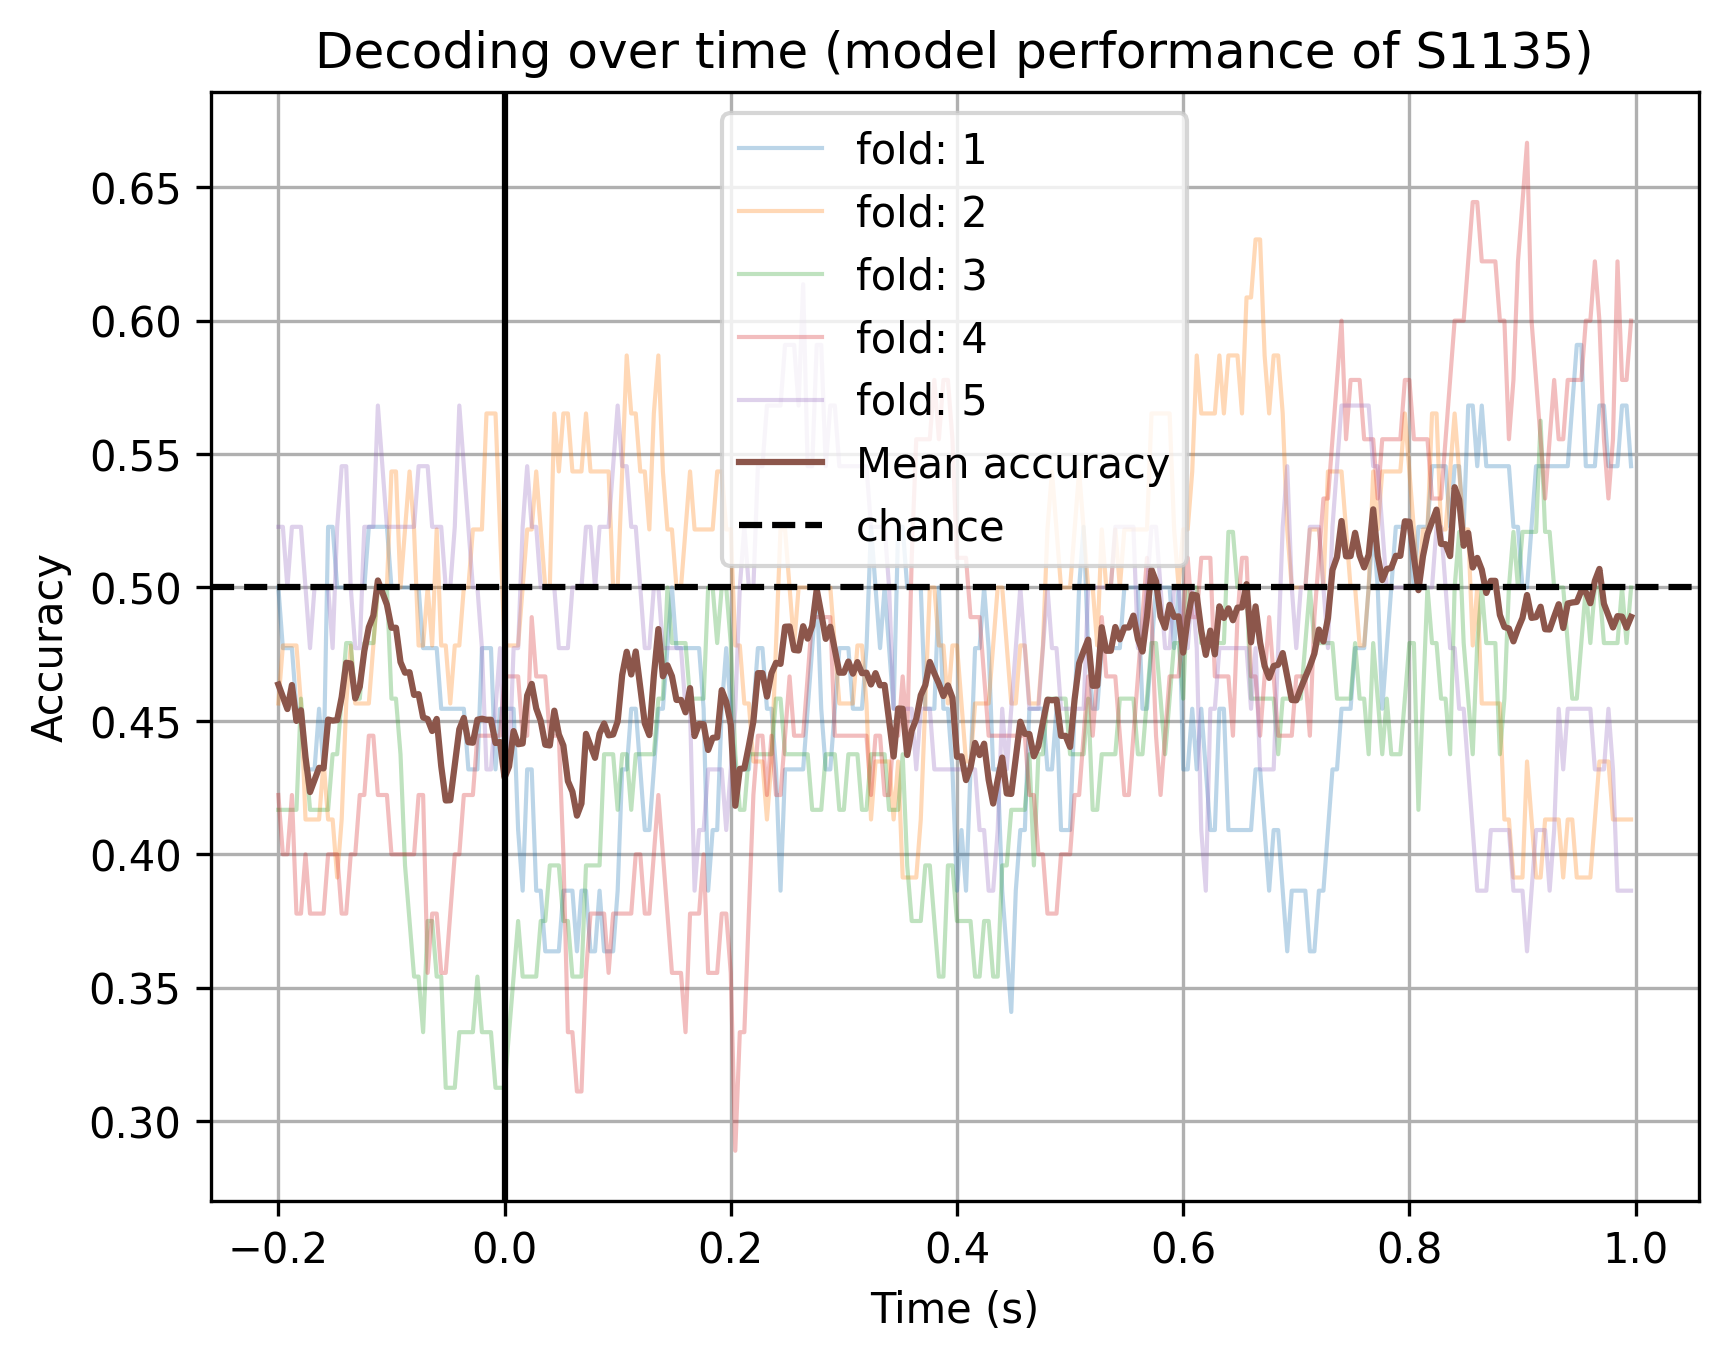 Decoding over time (model performance of S1135)
fold: 1
fold: 2
fold: 3
fold: 4
fold: 5
Mean accuracy
chance
Accuracy
0.65
0.60
0.55
0.50
0.45
0.40
0.35
0.30
−0.2 0.0 0.2 0.4 0.6 0.8 1.0
Time (s)